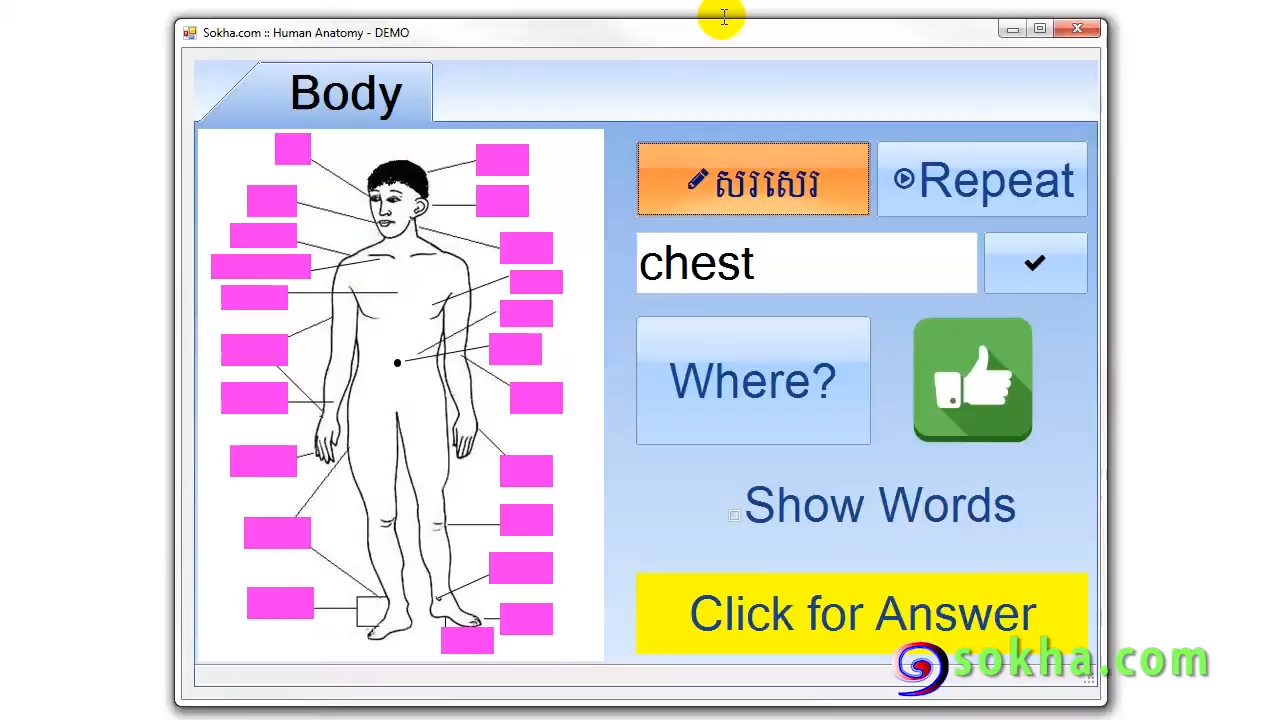 Sokha.com :: Human Anatomy - DEMO
Body
សរសេរ
Repeat
chest
Where?
Show Words
Click for Answer
sokha.com